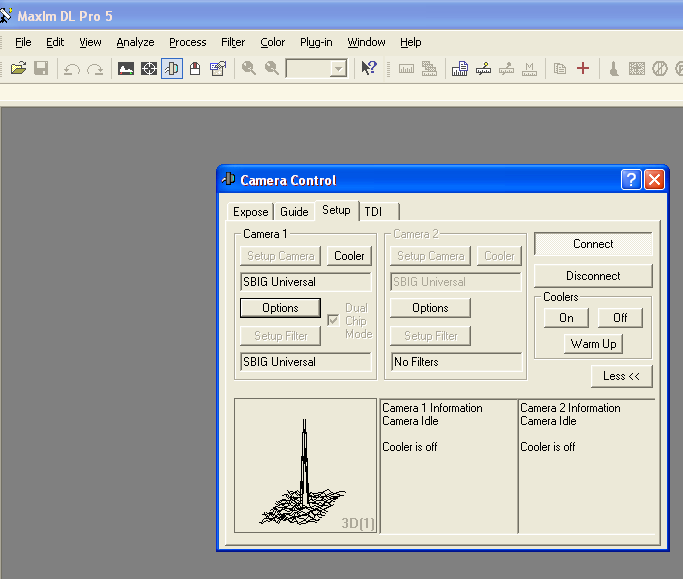 MaxIm DL Pro 5
File Edit View Analyze Process Filter Color Plug-in Window Help
Camera Control
Expose Guide Setup TDI
Camera 1
Setup Camera Cooler
SBIG Universal
Options
Dual
Chip
Mode
Setup Filter
SBIG Universal
Camera 2
Setup Camera Cooler
SBIG Universal
Options
Setup Filter
No Filters
Connect
Disconnect
Coolers
On Off
Warm Up
Less <<
3D(1)
Camera 1 Information
Camera Idle
Cooler is off
Camera 2 Information
Camera Idle
Cooler is off